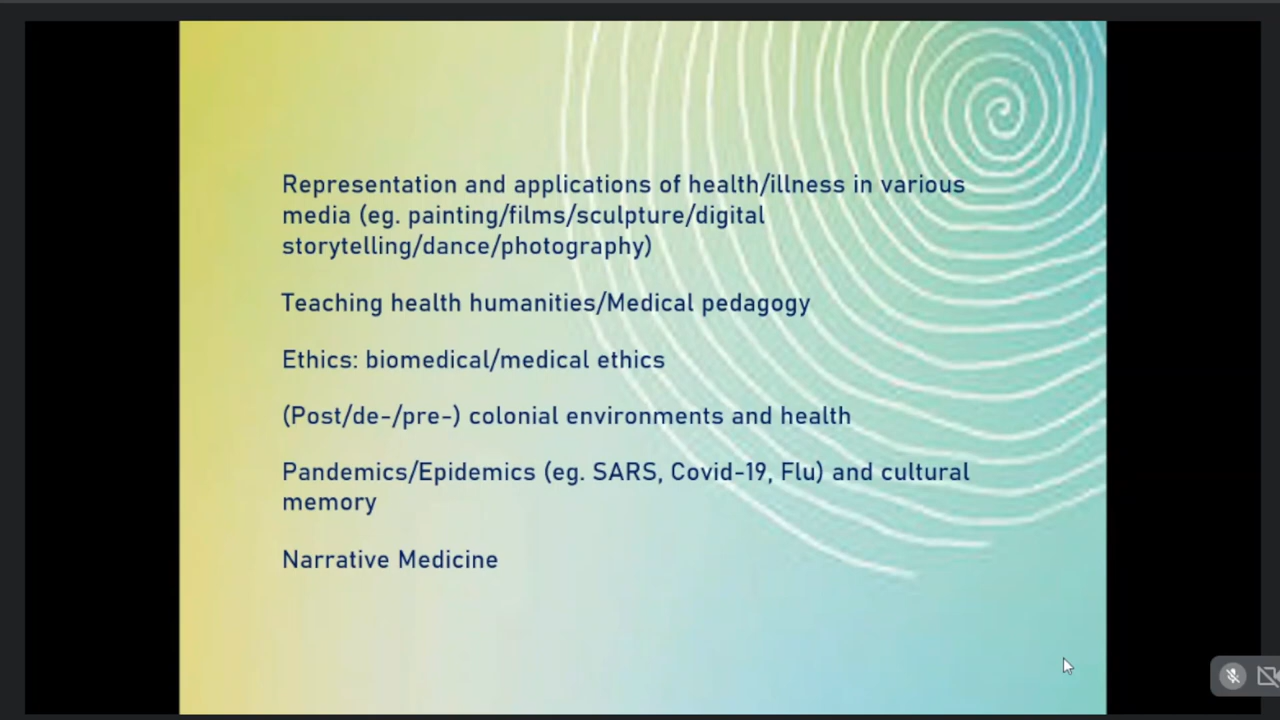 Representation and applications of health/illness in various
media (eg. painting/films/sculpture/digital
storytelling/dance/photography)
Teaching health humanities/Medical pedagogy
Ethics: biomedical/medical ethics
(Post/de-/pre-) colonial environments and health
Pandemics/Epidemics (eg. SARS, Covid-19, Flu) and cultural
memory
Narrative Medicine